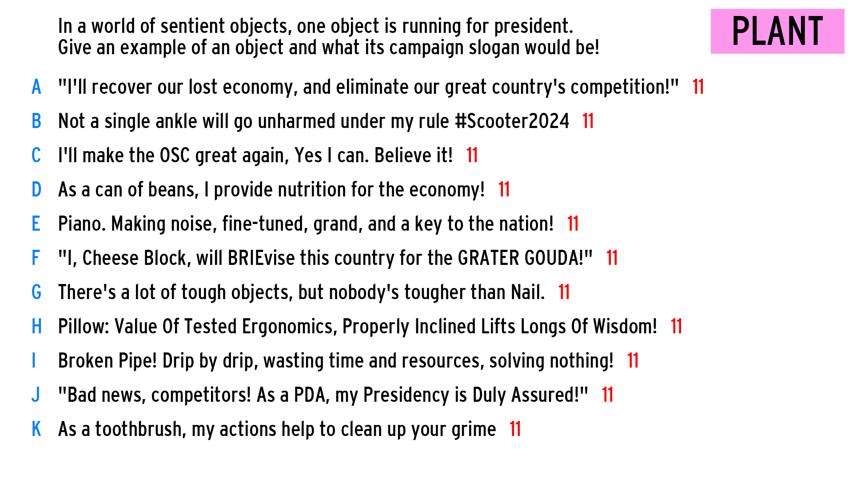 In a world of sentient objects, one object is running for president.
Give an example of an object and what its campaign slogan would be!
PLANT
A "I'll recover our lost economy, and eliminate our great country's competition!" 11
B Not a single ankle will go unharmed under my rule #Scooter2024 11
C I'll make the OSC great again, Yes I can. Believe it! 11
D As a can of beans, I provide nutrition for the economy! 11
E Piano. Making noise, fine-tuned, grand, and a key to the nation! 11
F "I, Cheese Block, will BRIEvise this country for the GRATER GOUDA!" 11
G There's a lot of tough objects, but nobody's tougher than Nail. 11
H Pillow: Value Of Tested Ergonomics, Properly Inclined Lifts Longs Of Wisdom! 11
I Broken Pipe! Drip by drip, wasting time and resources, solving nothing! 11
J "Bad news, competitors! As a PDA, my Presidency is Duly Assured!" 11
K As a toothbrush, my actions help to clean up your grime 11